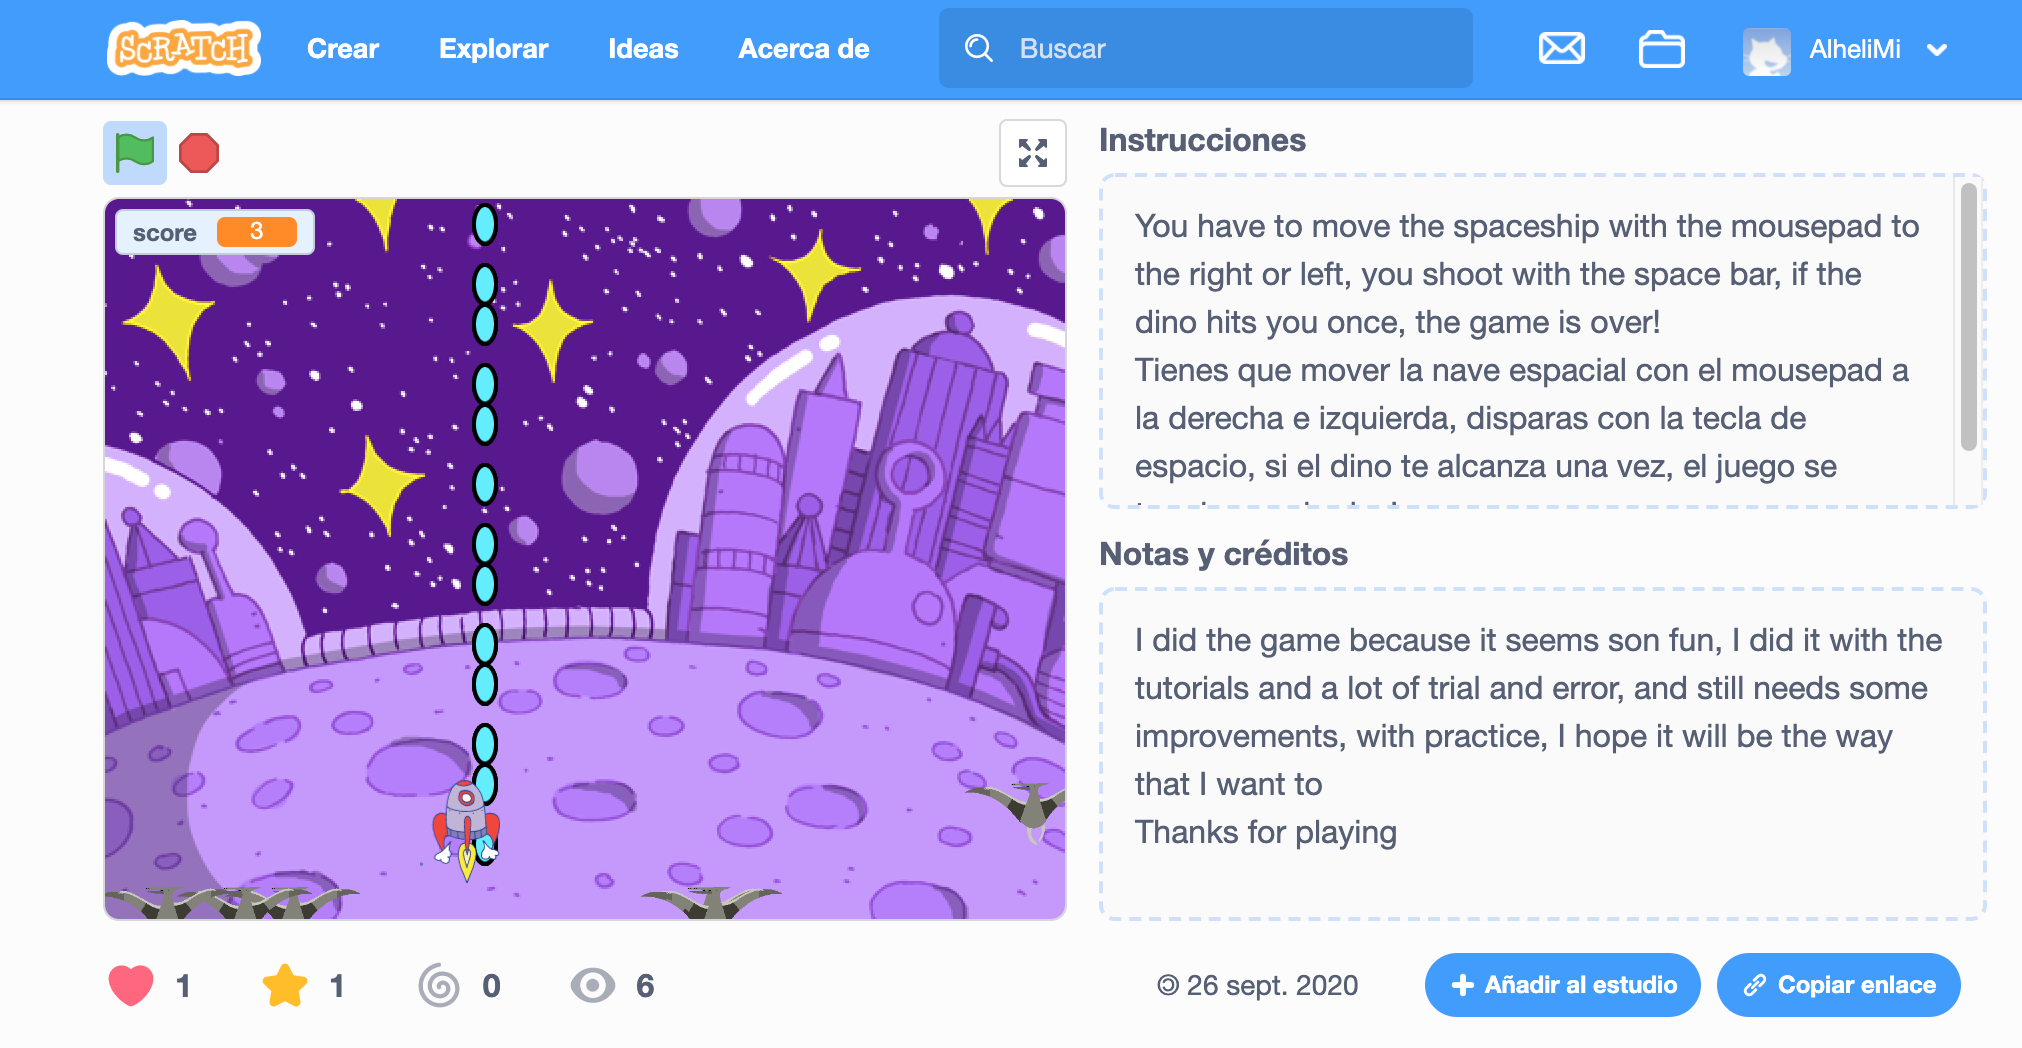 SCRATCH Crear Explorar Ideas Acerca de Buscar AlheliMi
score 3
Instrucciones
You have to move the spaceship with the mousepad to
the right or left, you shoot with the space bar, if the
dino hits you once, the game is over!
Tienes que mover la nave espacial con el mousepad a
la derecha e izquierda, disparas con la tecla de
espacio, si el dino te alcanza una vez, el juego se
Notas y créditos
I did the game because it seems son fun, I did it with the
tutorials and a lot of trial and error, and still needs some
improvements, with practice, I hope it will be the way
that I want to
Thanks for playing
1 1 0 6 26 sept. 2020 Añadir al estudio Copiar enlace